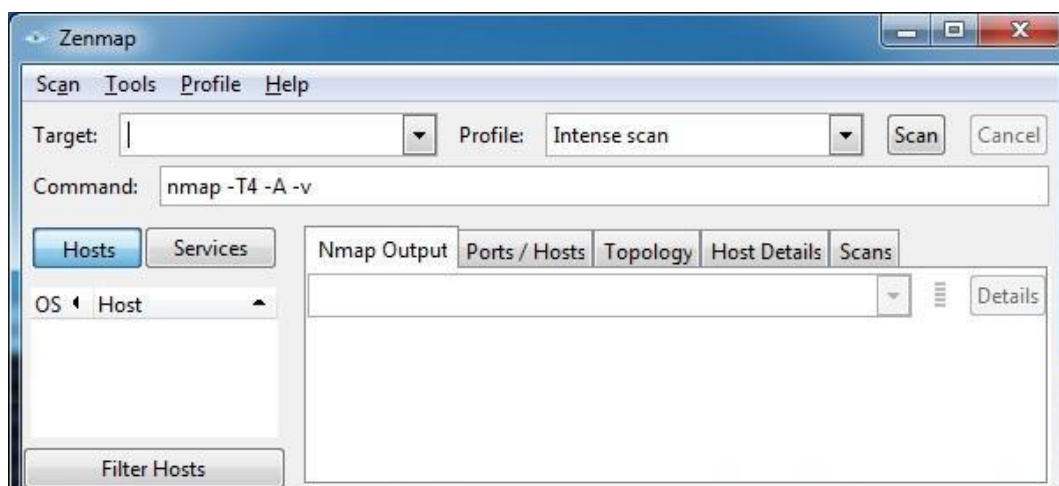 Zenmap
Scan Tools Profile Help
Target: Profile: Intense scan Scan Cancel
Command: nmap -T4 -A -v
Hosts Services Nmap Output Ports / Hosts Topology Host Details Scans
OS Host Details
Filter Hosts